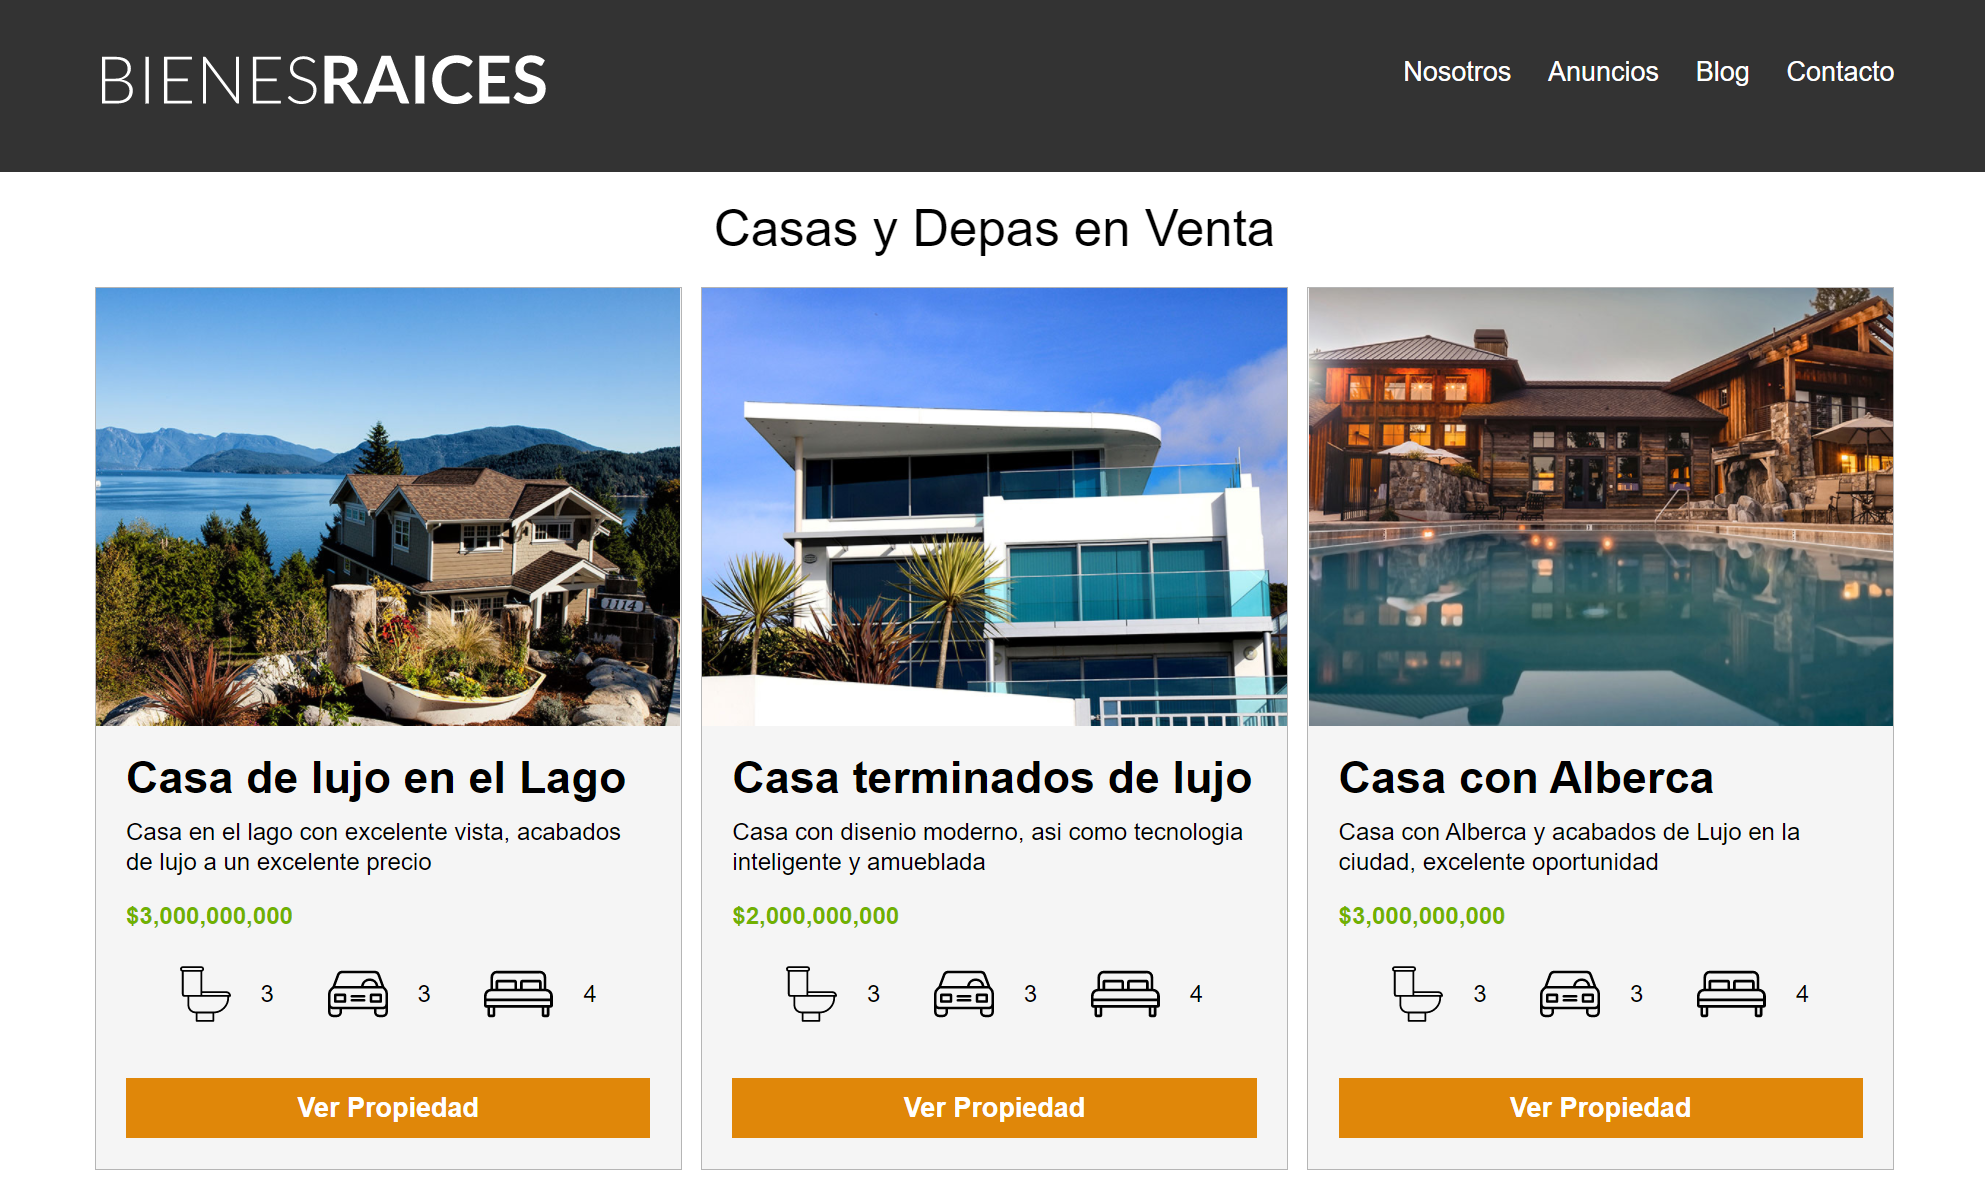 BIENESRAICES
Nosotros Anuncios Blog Contacto
Casas y Depas en Venta
1114
Casa de lujo en el Lago
Casa en el lago con excelente vista, acabados
de lujo a un excelente precio
$3,000,000,000
3 3 4
Ver Propiedad
Casa terminados de lujo
Casa con disenio moderno, asi como tecnologia
inteligente y amueblada
$2,000,000,000
3 3 4
Ver Propiedad
Casa con Alberca
Casa con Alberca y acabados de Lujo en la
ciudad, excelente oportunidad
$3,000,000,000
3 3 4
Ver Propiedad